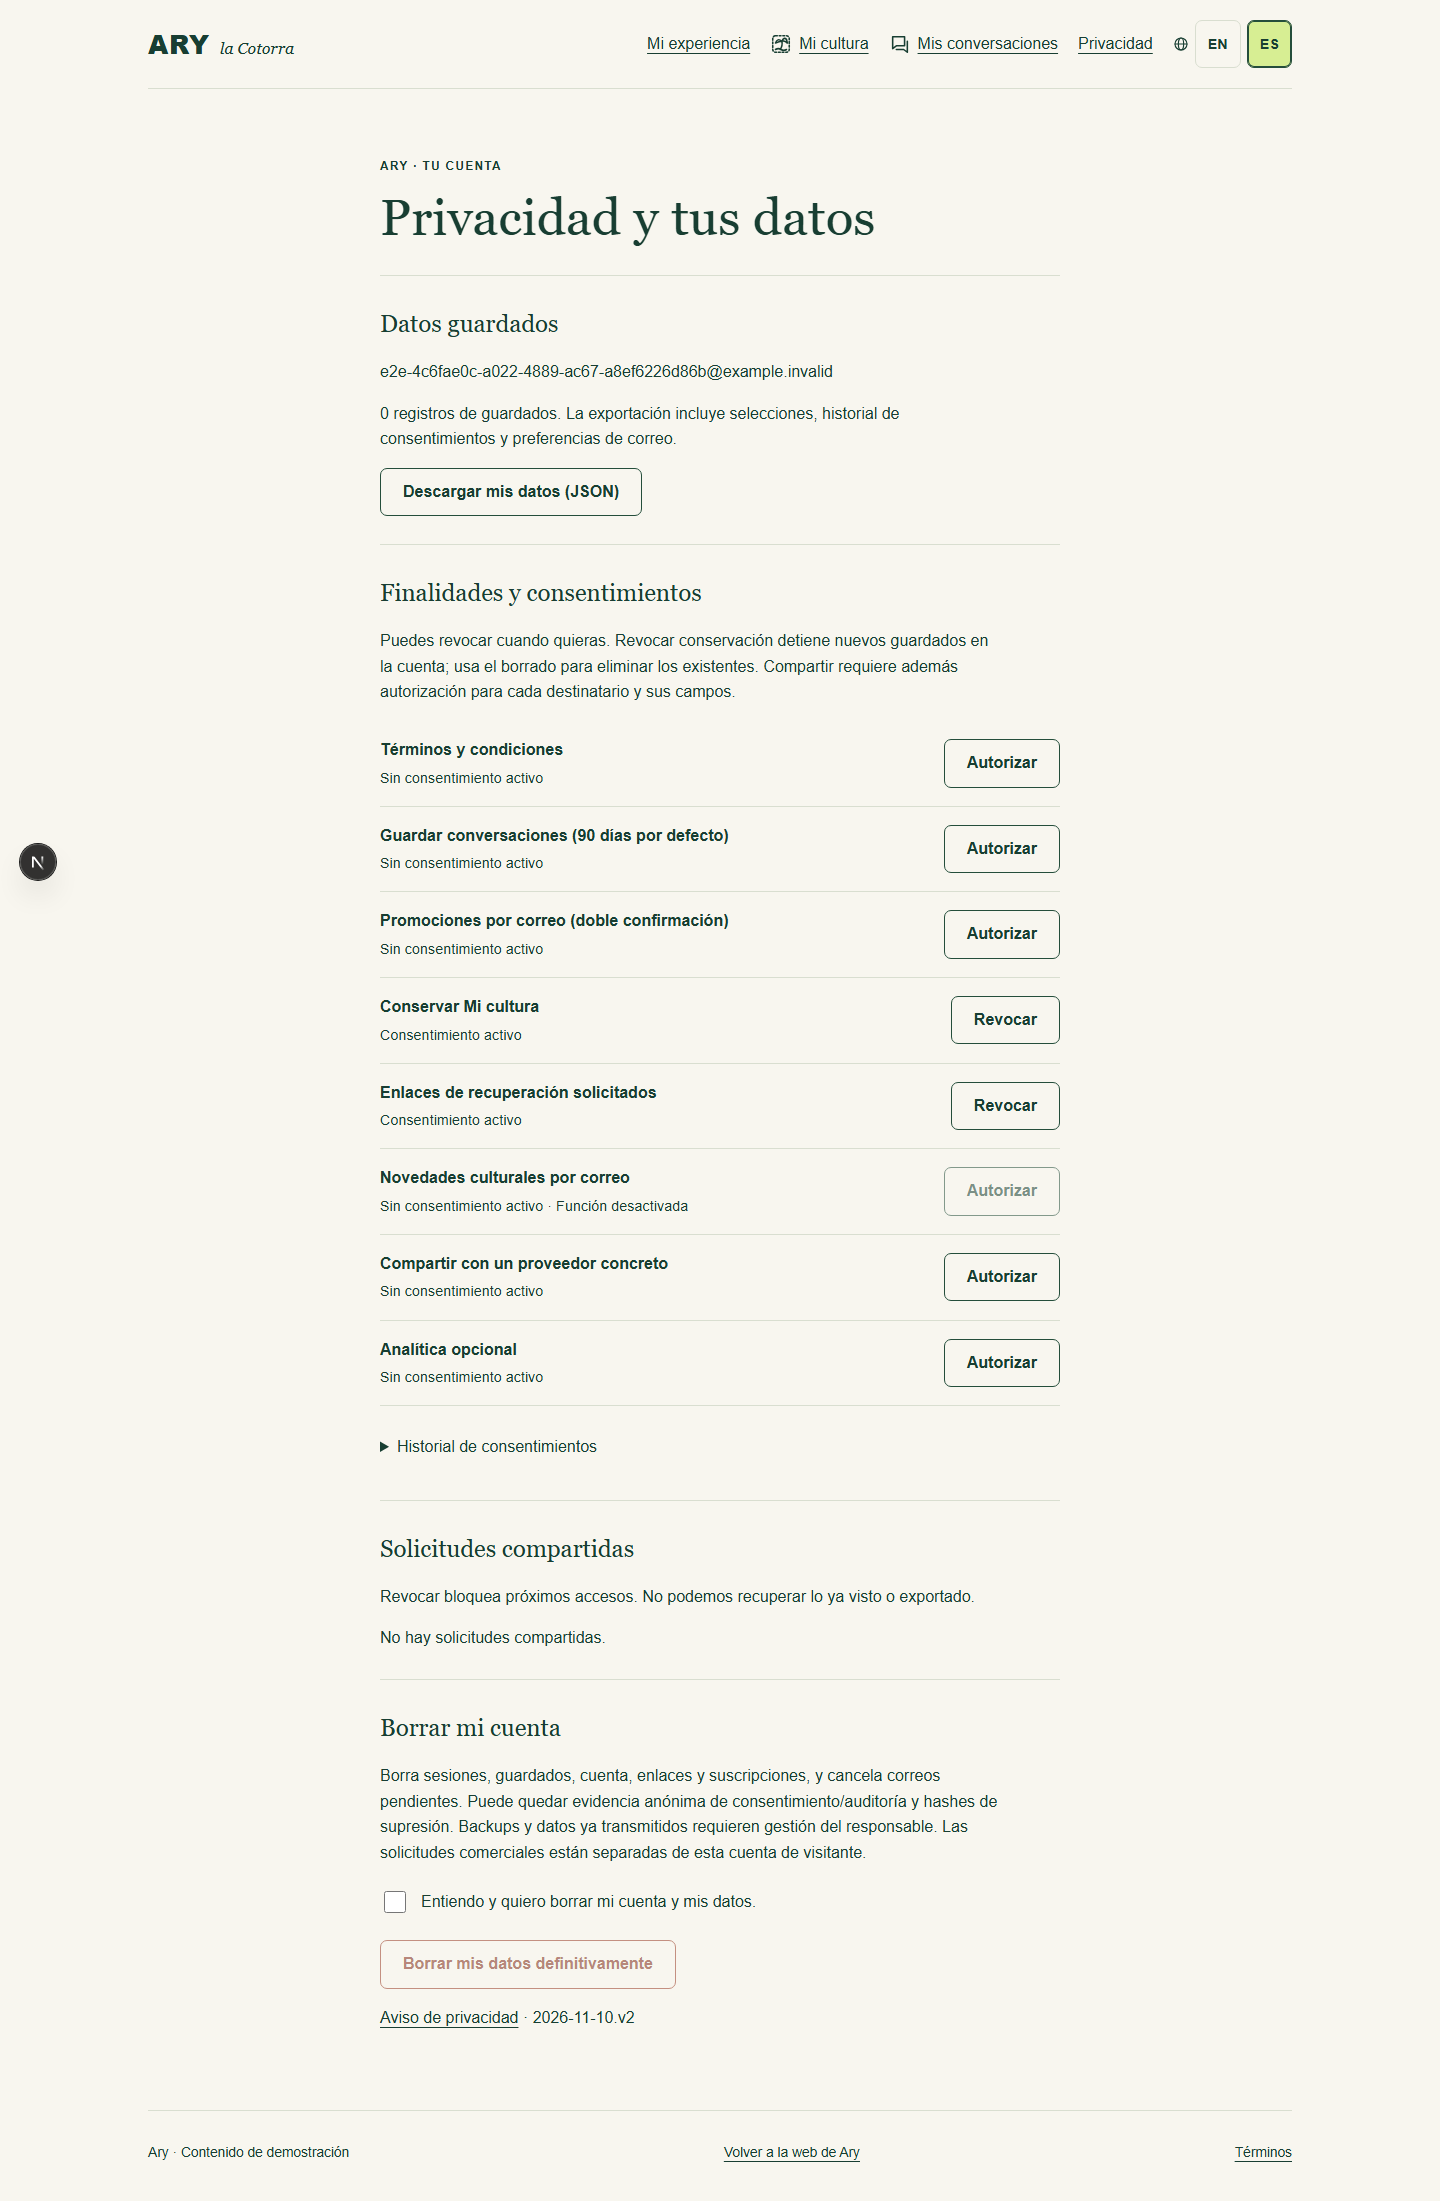 ARY la Cotorra
Mi experiencia
Mi cultura
Mis conversaciones
Privacidad
EN
ES
ARY · TU CUENTA
Privacidad y tus datos
Datos guardados
e2e-4c6fae0c-a022-4889-ac67-a8ef6226d86b@example.invalid
0 registros de guardados. La exportación incluye selecciones, historial de
consentimientos y preferencias de correo.
Descargar mis datos (JSON)
Finalidades y consentimientos
Puedes revocar cuando quieras. Revocar conservación detiene nuevos guardados en
la cuenta; usa el borrado para eliminar los existentes. Compartir requiere además
autorización para cada destinatario y sus campos.
Términos y condiciones
Sin consentimiento activo
Autorizar
Guardar conversaciones (90 días por defecto)
Sin consentimiento activo
Autorizar
Promociones por correo (doble confirmación)
Sin consentimiento activo
Autorizar
Conservar Mi cultura
Consentimiento activo
Revocar
Enlaces de recuperación solicitados
Consentimiento activo
Revocar
Novedades culturales por correo
Sin consentimiento activo · Función desactivada
Autorizar
Compartir con un proveedor concreto
Sin consentimiento activo
Autorizar
Analítica opcional
Sin consentimiento activo
Autorizar
Historial de consentimientos
Solicitudes compartidas
Revocar bloquea próximos accesos. No podemos recuperar lo ya visto o exportado.
No hay solicitudes compartidas.
Borrar mi cuenta
Borra sesiones, guardados, cuenta, enlaces y suscripciones, y cancela correos
pendientes. Puede quedar evidencia anónima de consentimiento/auditoría y hashes de
supresión. Backups y datos ya transmitidos requieren gestión del responsable. Las
solicitudes comerciales están separadas de esta cuenta de visitante.
Entiendo y quiero borrar mi cuenta y mis datos.
Borrar mis datos definitivamente
Aviso de privacidad · 2026-11-10.v2
Ary · Contenido de demostración
Volver a la web de Ary
Términos
N